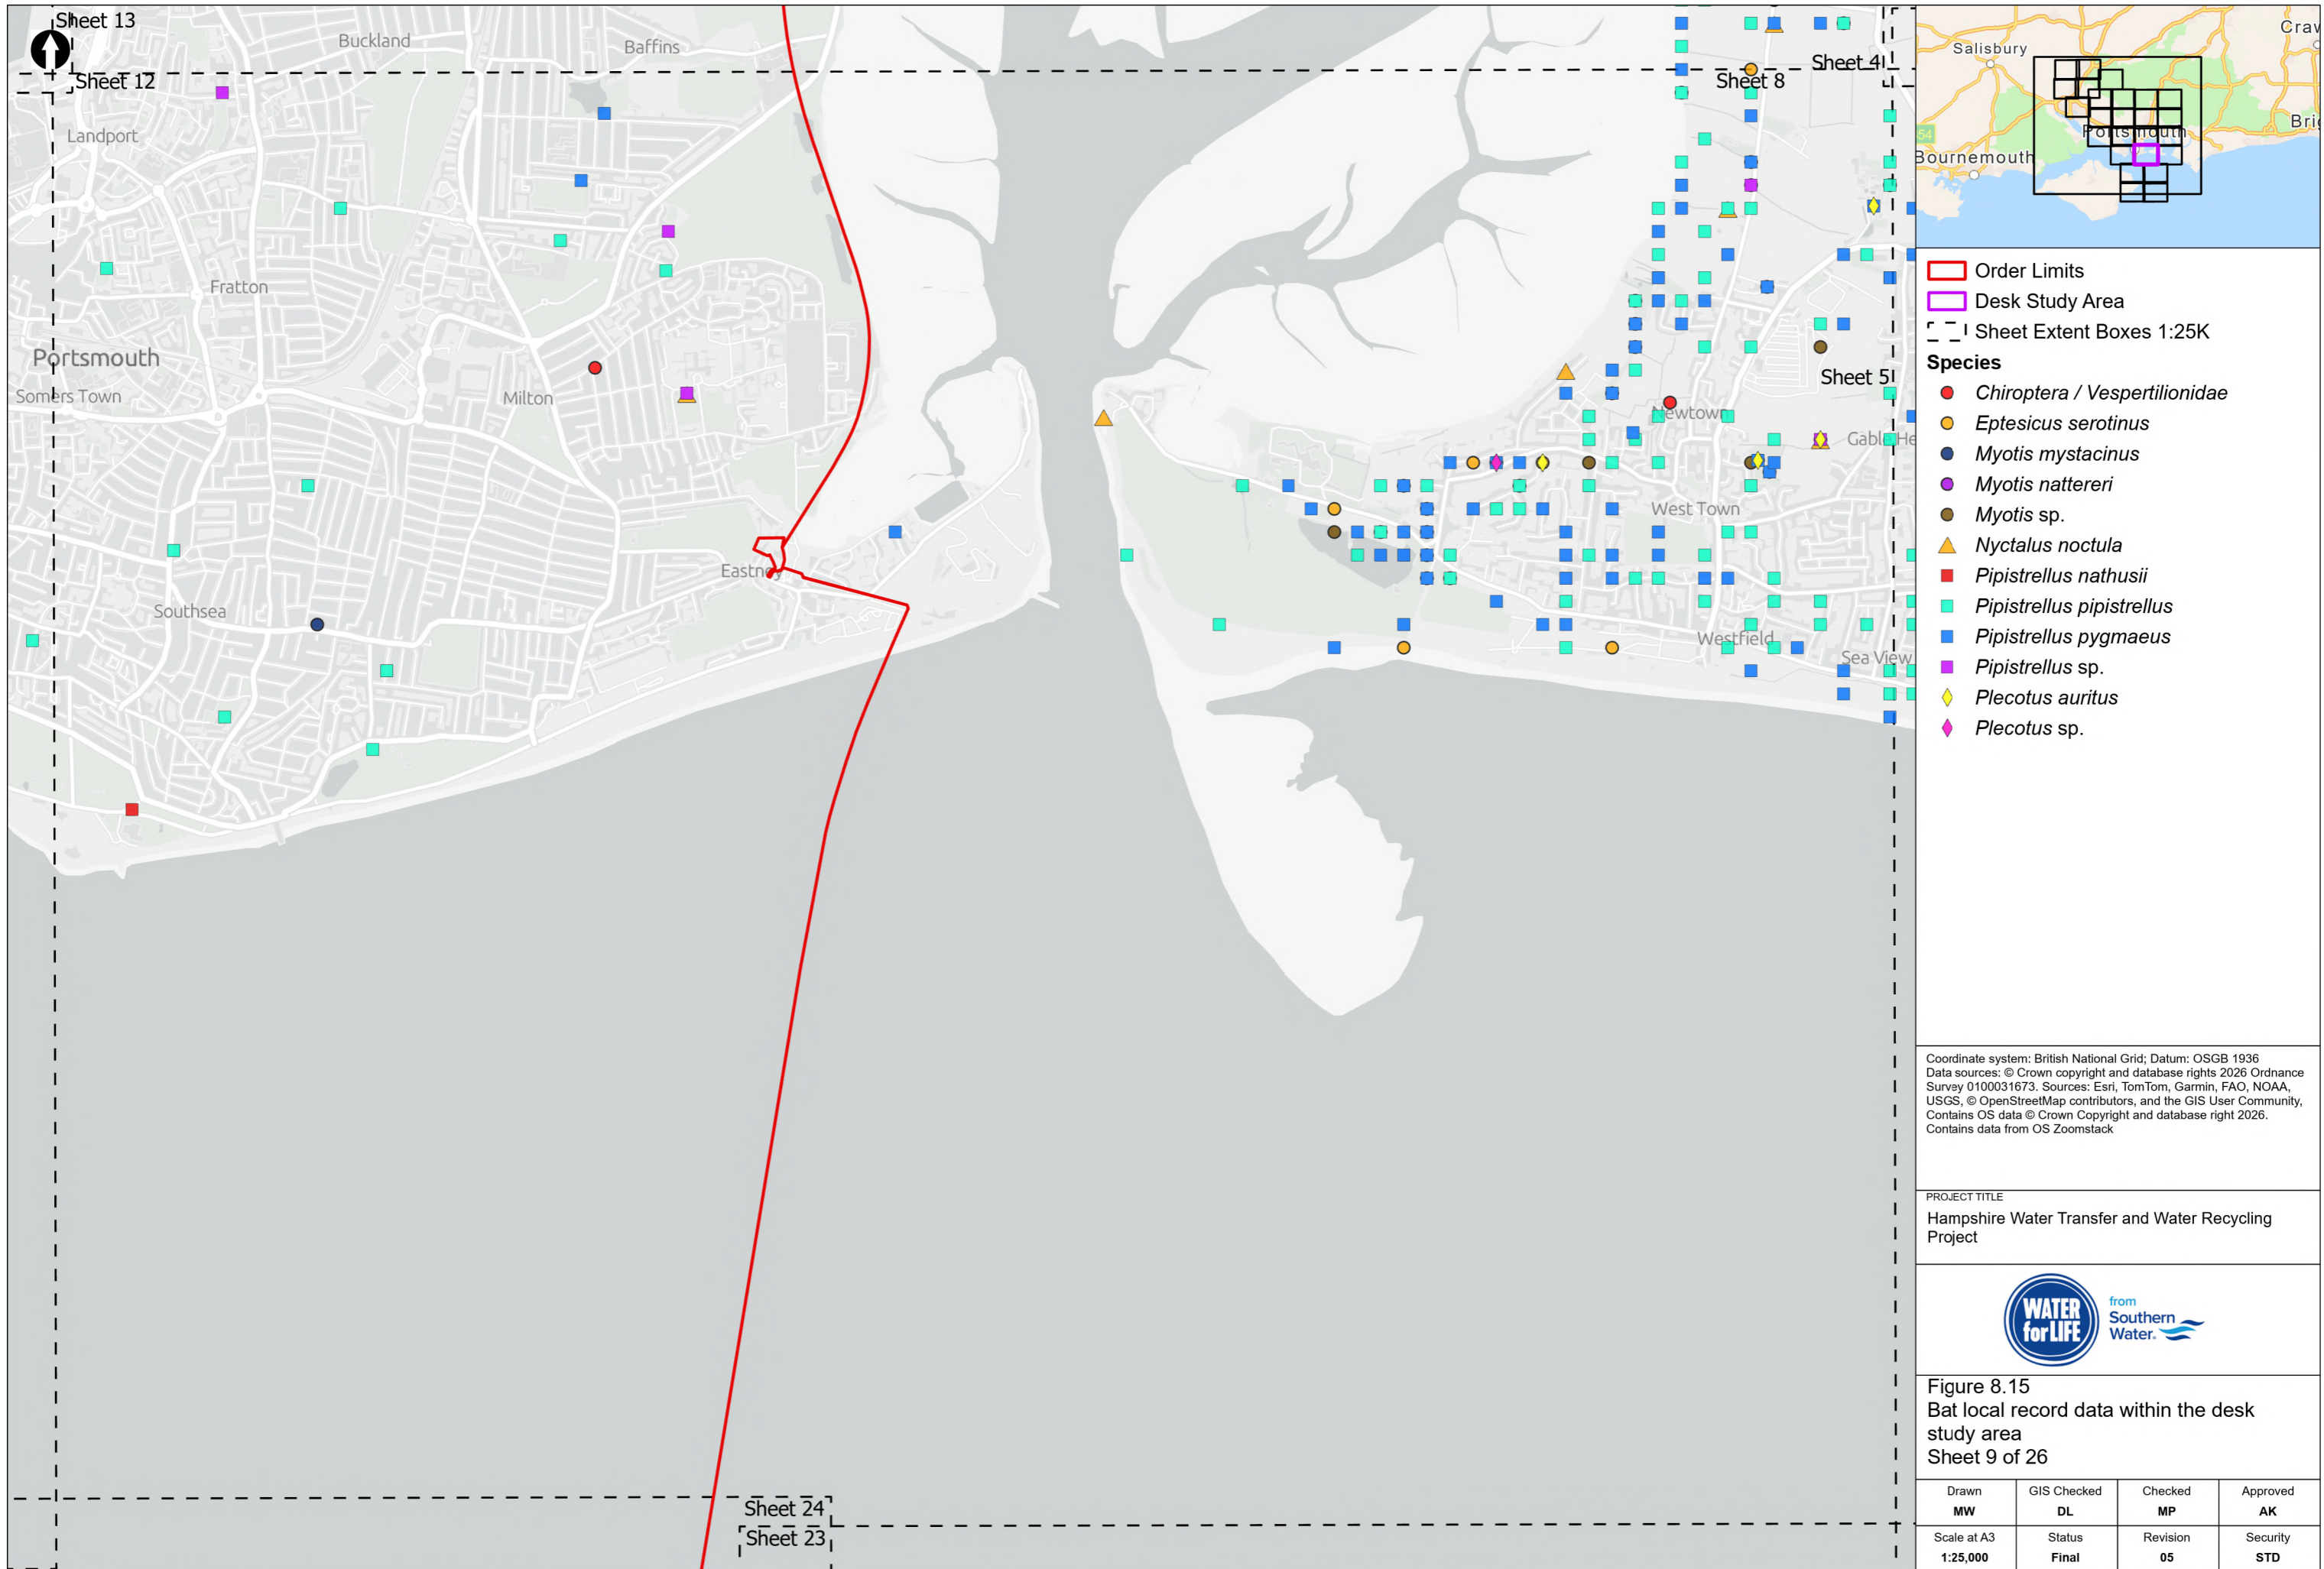 Sheet 13
Buckland
Baffins
Sheet 12
Sheet 4
Sheet 8
Landport
Fratton
Portsmouth
Somers Town
Milton
Sheet 5
Newtown
Gable He
West Town
Eastney
Southsea
Westfield
Sea View
Sheet 24
Sheet 23
Salisbury
Craw
Portsmouth
Brig
54
Bournemouth
Order Limits
Desk Study Area
Sheet Extent Boxes 1:25K
Species
Chiroptera / Vespertilionidae
Eptesicus serotinus
Myotis mystacinus
Myotis nattereri
Myotis sp.
Nyctalus noctula
Pipistrellus nathusii
Pipistrellus pipistrellus
Pipistrellus pygmaeus
Pipistrellus sp.
Plecotus auritus
Plecotus sp.
Coordinate system: British National Grid; Datum: OSGB 1936
Data sources: © Crown copyright and database rights 2026 Ordnance
Survey 0100031673. Sources: Esri, TomTom, Garmin, FAO, NOAA,
USGS, © OpenStreetMap contributors, and the GIS User Community,
Contains OS data © Crown Copyright and database right 2026.
Contains data from OS Zoomstack
PROJECT TITLE
Hampshire Water Transfer and Water Recycling
Project
WATER
for LIFE
from
Southern
Water.
Figure 8.15
Bat local record data within the desk
study area
Sheet 9 of 26
Drawn GIS Checked Checked Approved
MW DL MP AK
Scale at A3 Status Revision Security
1:25,000 Final 05 STD